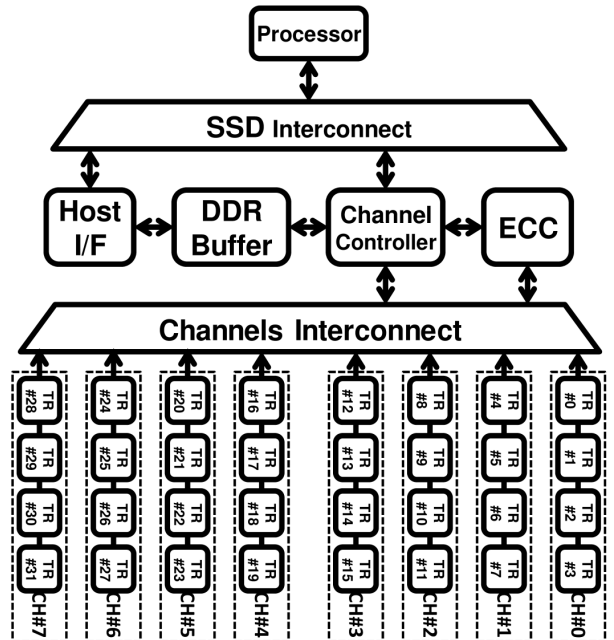 Processor
SSD Interconnect
Host I/F
DDR Buffer
Channel Controller
ECC
Channels Interconnect
TR #28
TR #24
TR #20
TR #16
TR #12
TR #8
TR #4
TR #0
TR #29
TR #25
TR #21
TR #17
TR #13
TR #9
TR #5
TR #1
TR #30
TR #26
TR #22
TR #18
TR #14
TR #10
TR #6
TR #2
TR #31
TR #27
TR #23
TR #19
TR #15
TR #11
TR #7
TR #3
CH#7
CH#6
CH#5
CH#4
CH#3
CH#2
CH#1
CH#0